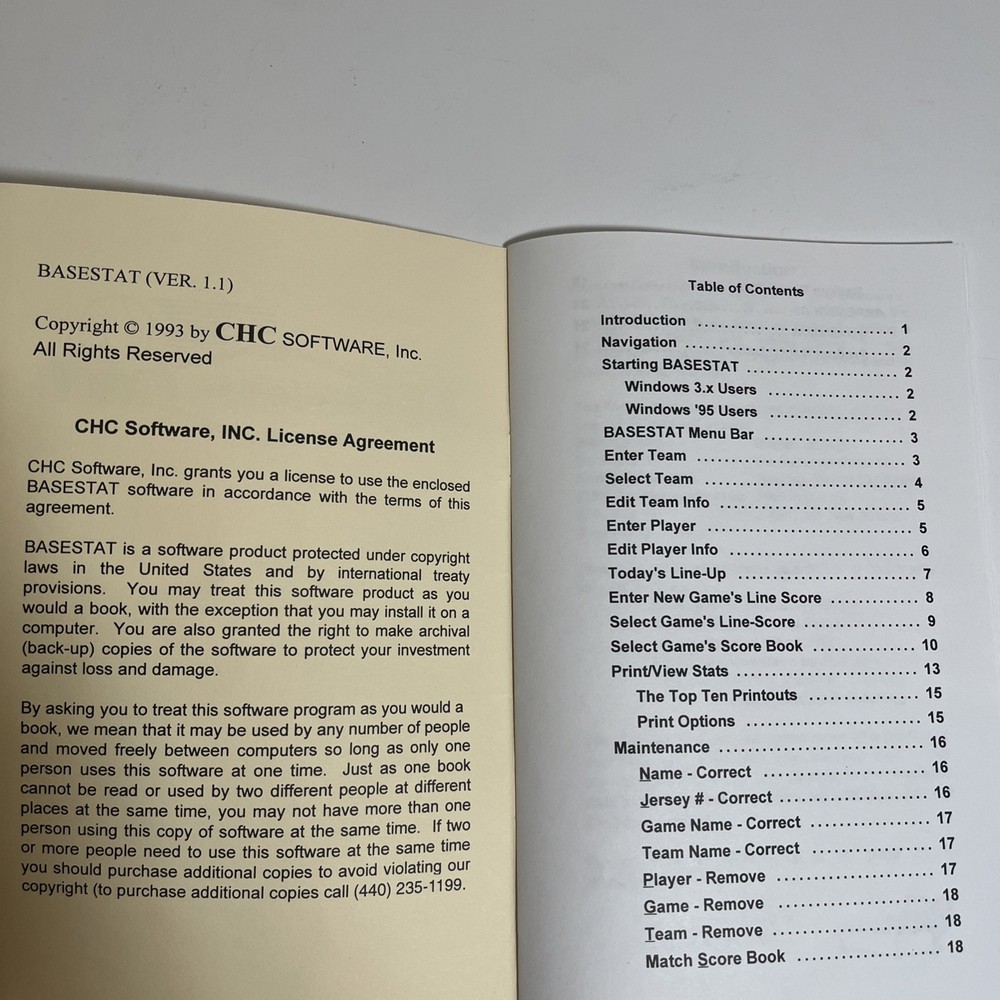 BASESTAT (VER. 1.1)
Copyright © 1993 by CHC SOFTWARE, Inc.
All Rights Reserved
CHC Software, INC. License Agreement
CHC Software, Inc. grants you a license to use the enclosed
BASESTAT software in accordance with the terms of this
agreement.
BASESTAT is a software product protected under copyright
laws in the United States and by international treaty
provisions. You may treat this software product as you
would a book, with the exception that you may install it on a
computer. You are also granted the right to make archival
(back-up) copies of the software to protect your investment
against loss and damage.
By asking you to treat this software program as you would a
book, we mean that it may be used by any number of people
and moved freely between computers so long as only one
person uses this software at one time. Just as one book
cannot be read or used by two different people at different
places at the same time, you may not have more than one
person using this copy of software at the same time. If two
or more people need to use this software at the same time
you should purchase additional copies to avoid violating our
copyright (to purchase additional copies call (440) 235-1199.
Table of Contents
Introduction .......................... 1
Navigation ............................ 2
Starting BASESTAT .................... 2
Windows 3.x Users .................. 2
Windows '95 Users .................. 2
BASESTAT Menu Bar .................. 3
Enter Team ........................... 3
Select Team .......................... 4
Edit Team Info ........................ 5
Enter Player .......................... 5
Edit Player Info ....................... 6
Today's Line-Up ...................... 7
Enter New Game's Line Score ............ 8
Select Game's Line-Score ............... 9
Select Game's Score Book .............. 10
Print/View Stats ....................... 13
The Top Ten Printouts ............... 15
Print Options ....................... 15
Maintenance .......................... 16
Name - Correct ..................... 16
Jersey # - Correct .................... 16
Game Name - Correct ................ 17
Team Name - Correct ................ 17
Player - Remove .................... 17
Game - Remove .................... 18
Team - Remove ..................... 18
Match Score Book .................. 18